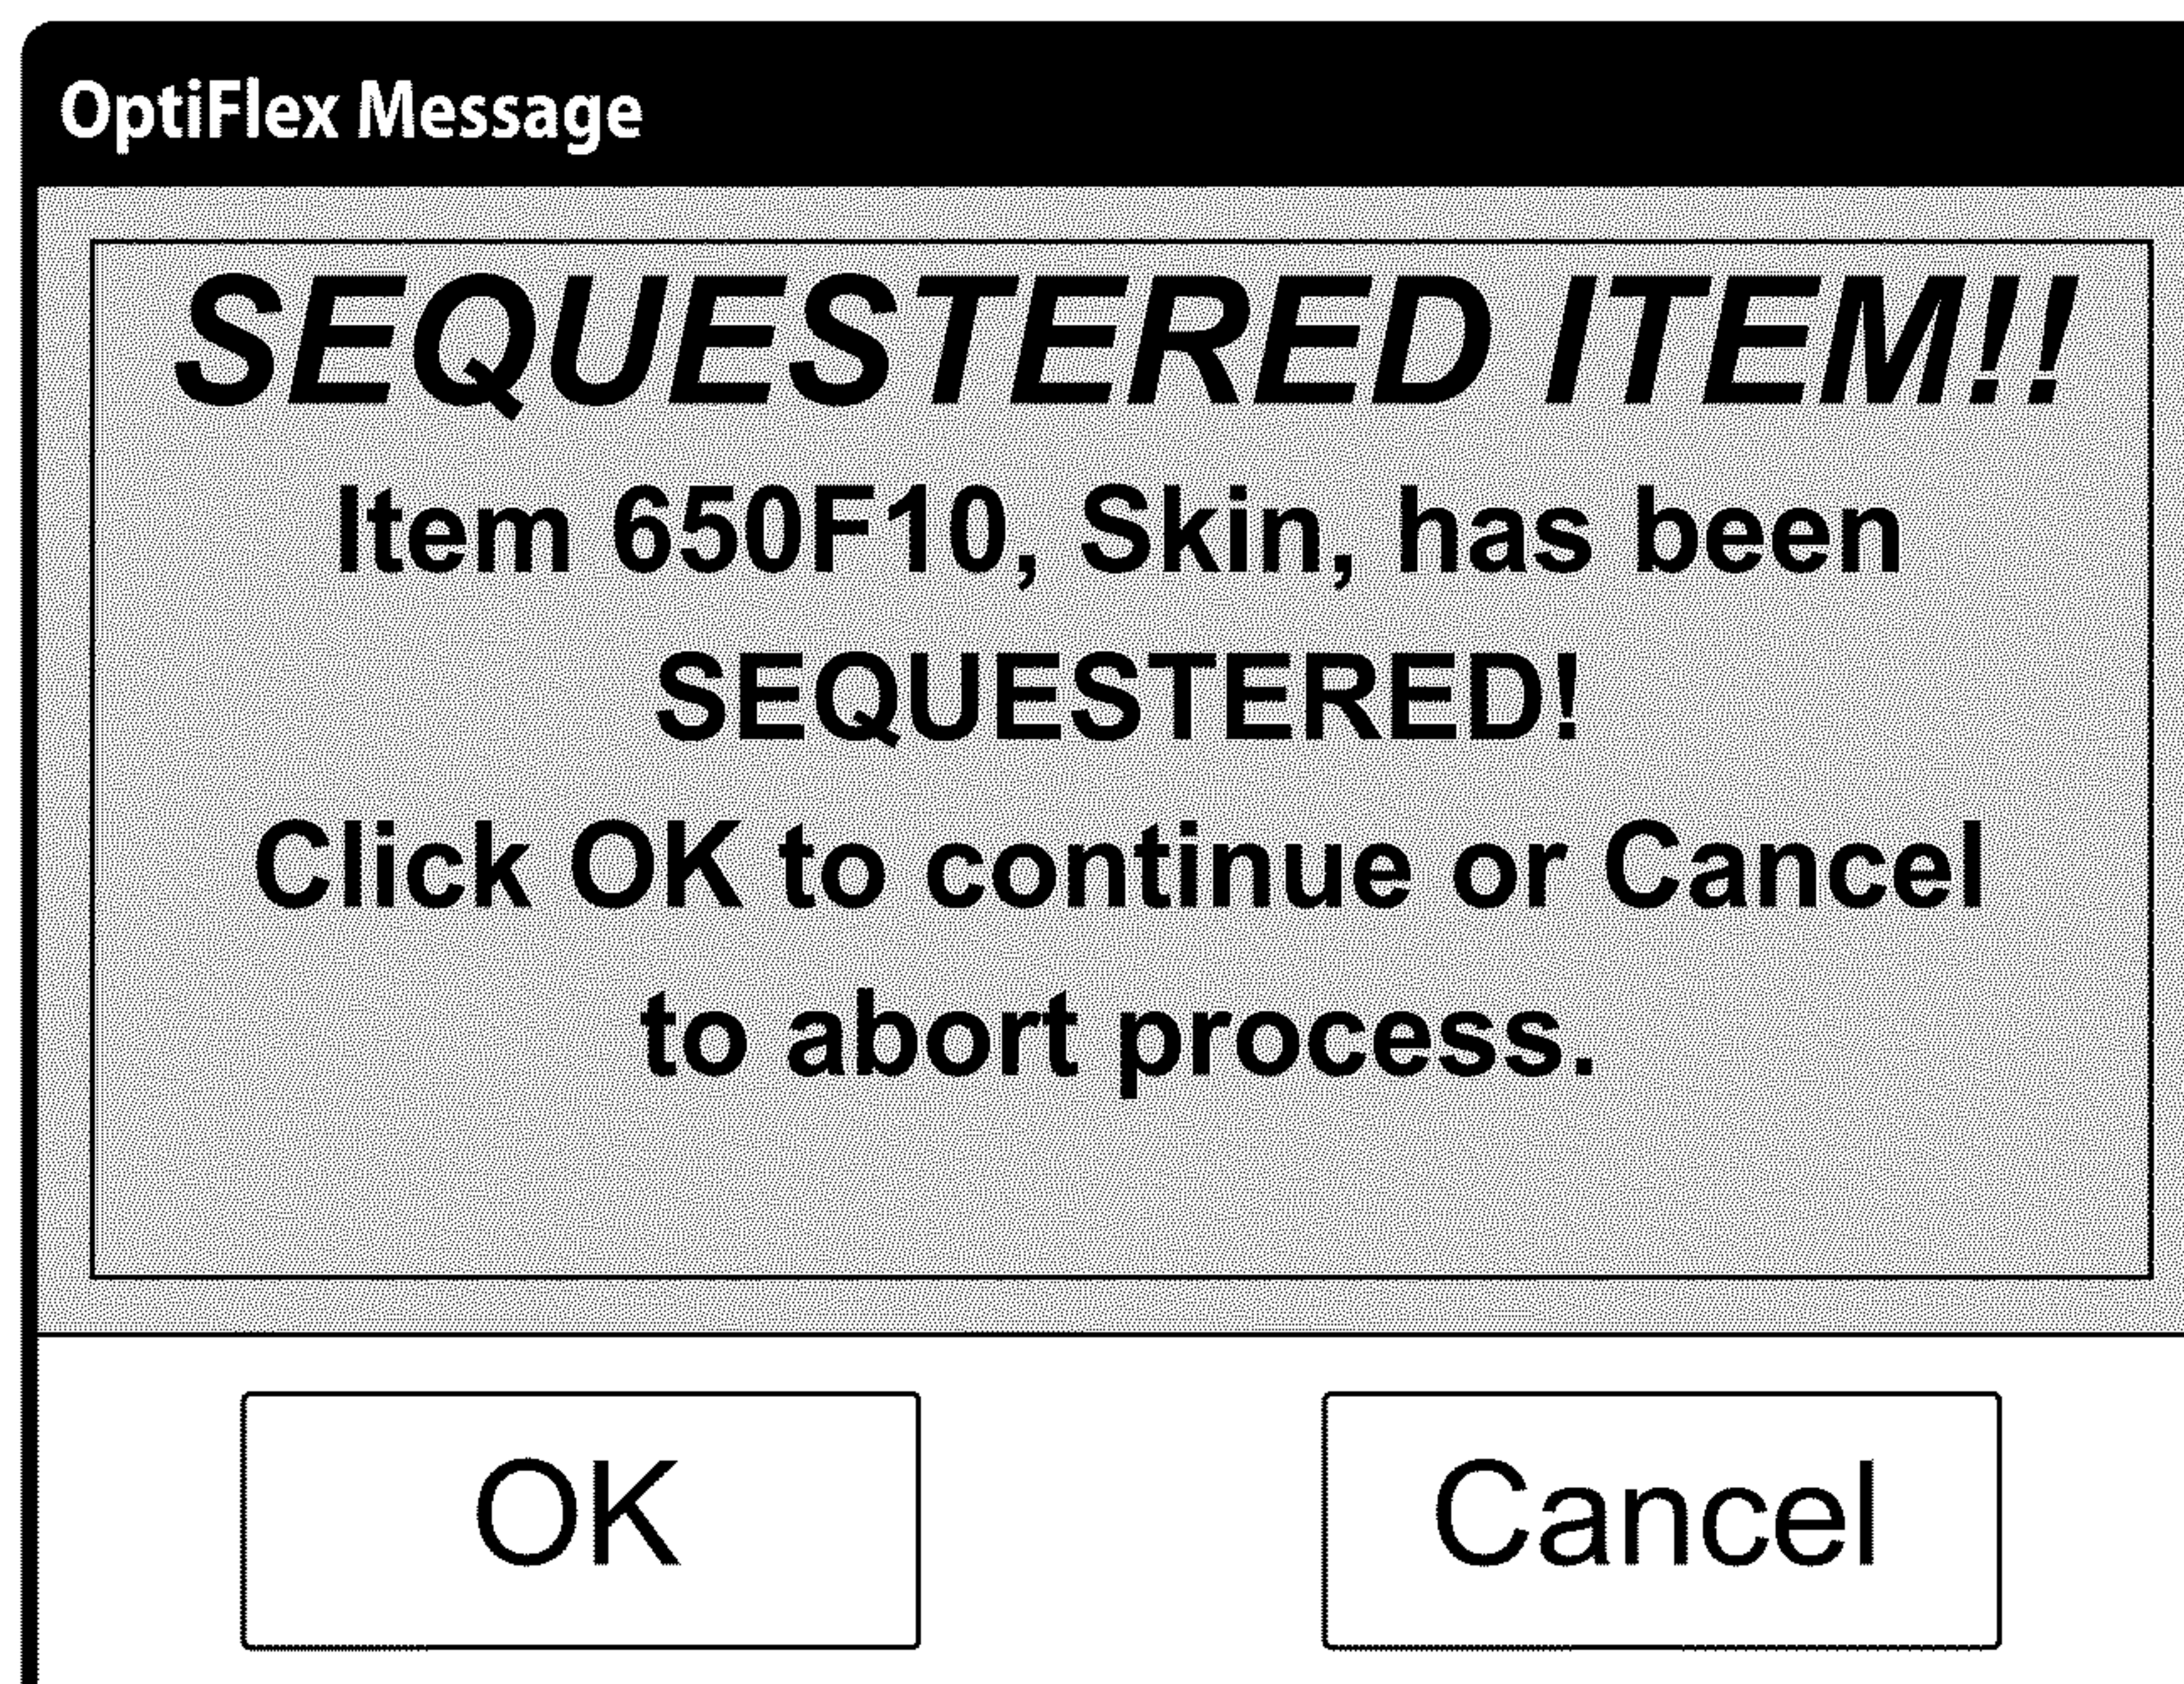 OptiFlex Message
SEQUESTERED ITEM!!
Item 650F10, Skin, has been
SEQUESTERED!
Click OK to continue or Cancel
to abort process.
OK
Cancel